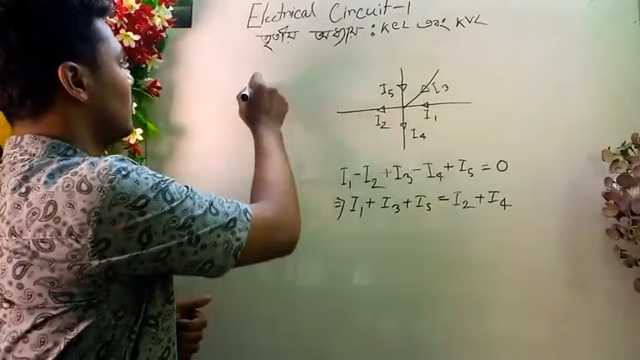 Electrical Circuit-1
তৃতীয় অধ্যায় : KCL এবং KVL
I₅ I₃
I₂ I₁
I₄
I₁-I₂+I₃-I₄+I₅=0
⇒ I₁+I₃+I₅=I₂+I₄